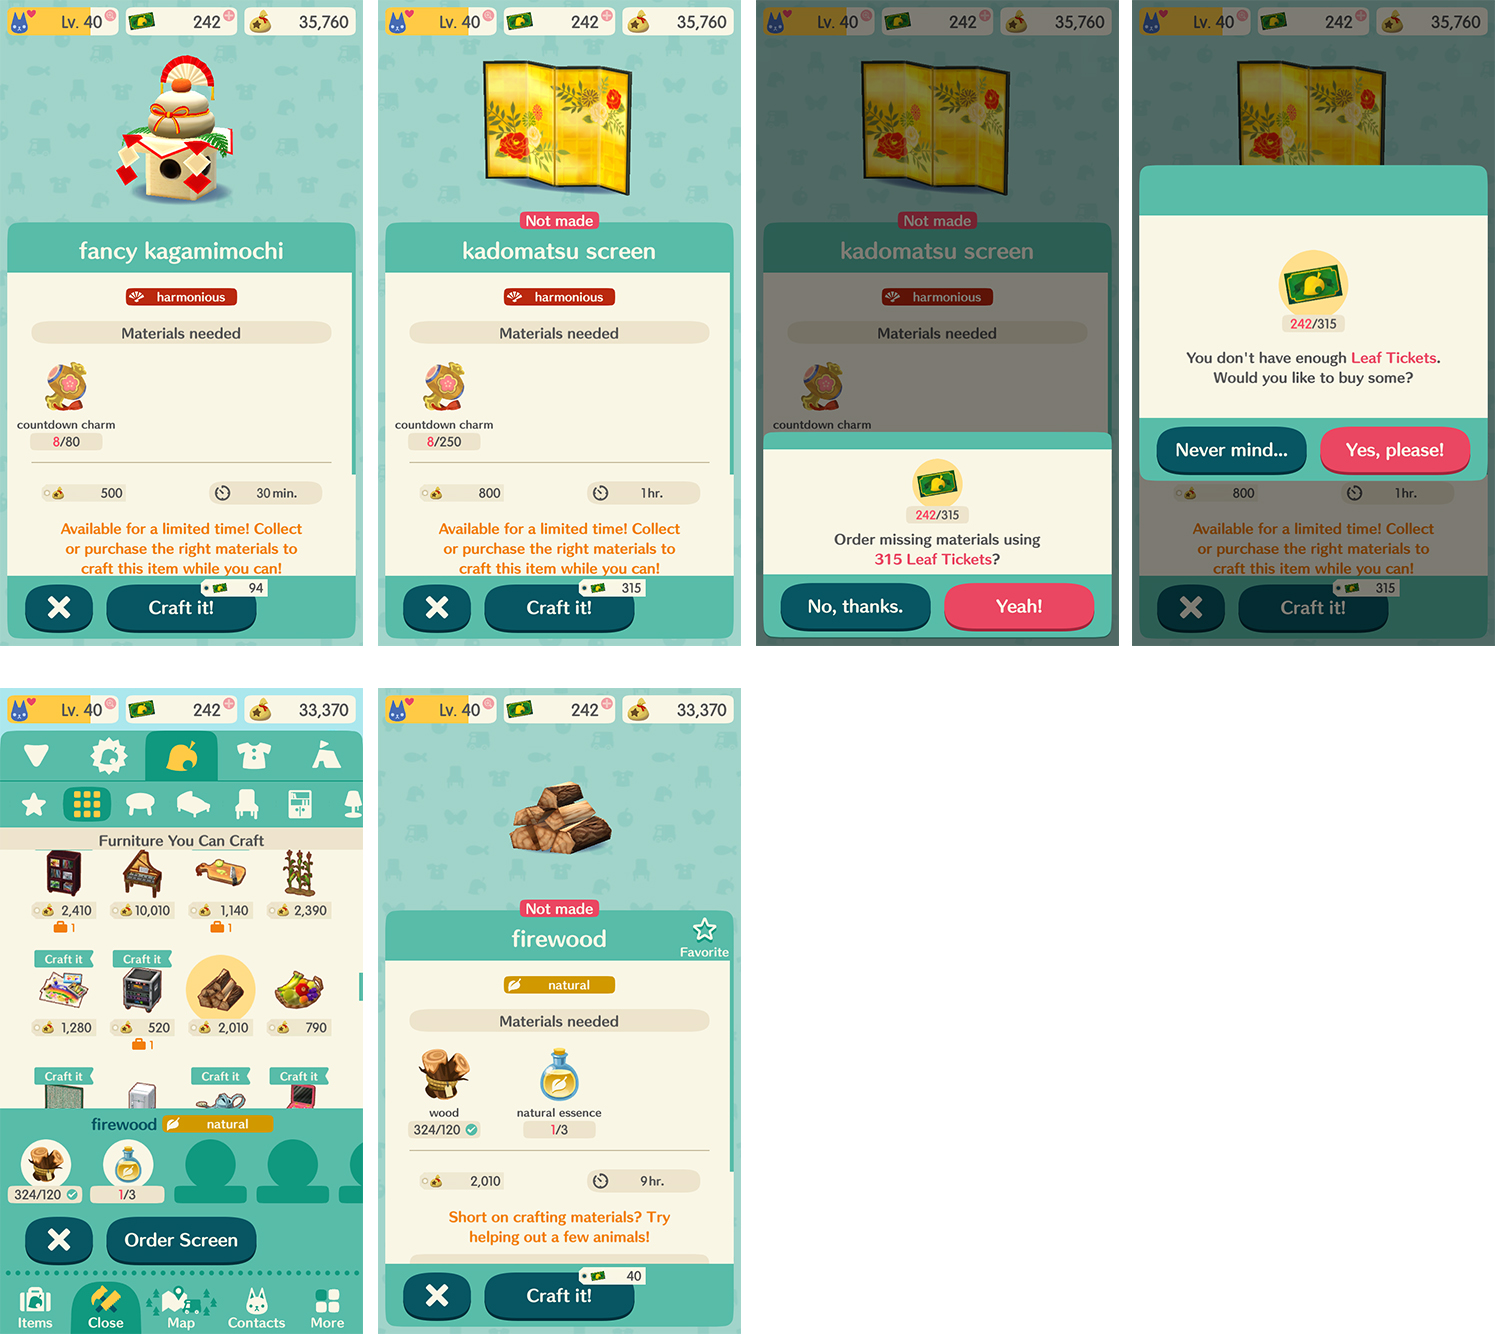 Lv. 40 242 35,760
fancy kagamimochi
harmonious
Materials needed
countdown charm
8/80
500 30 min.
Available for a limited time! Collect
or purchase the right materials to
craft this item while you can!
94
Craft it!
Lv. 40 242 35,760
Not made
kadomatsu screen
harmonious
Materials needed
countdown charm
8/250
800 1 hr.
Available for a limited time! Collect
or purchase the right materials to
craft this item while you can!
315
Craft it!
Lv. 40 242 35,760
Not made
kadomatsu screen
harmonious
Materials needed
countdown charm
242/315
Order missing materials using
315 Leaf Tickets?
No, thanks. Yeah!
Lv. 40 242 35,760
242/315
You don't have enough Leaf Tickets.
Would you like to buy some?
Never mind... Yes, please!
800 1 hr.
Available for a limited time! Collect
or purchase the right materials to
craft this item while you can!
315
Craft it!
Lv. 40 242 33,370
Furniture You Can Craft
2,410 10,010 1,140 2,390
1 1
Craft it Craft it
1,280 520 2,010 790
1
Craft it Craft it Craft it
firewood natural
324/120 1/3
Order Screen
Items Close Map Contacts More
Lv. 40 242 33,370
Not made
firewood
Favorite
natural
Materials needed
wood natural essence
324/120 1/3
2,010 9 hr.
Short on crafting materials? Try
helping out a few animals!
40
Craft it!